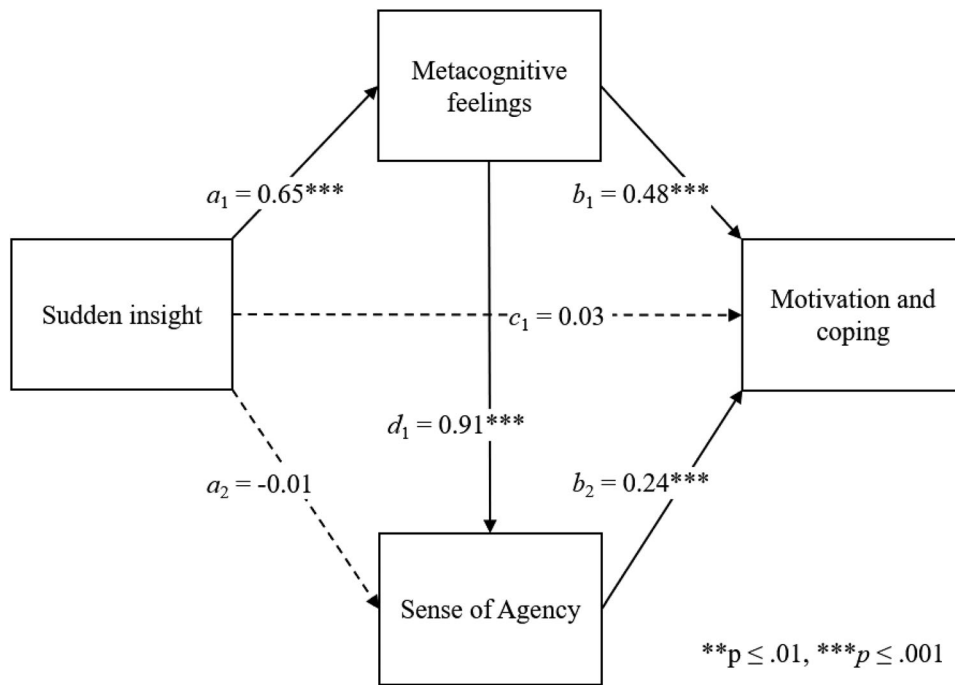 Metacognitive
feelings
a₁ = 0.65***
b₁ = 0.48***
Sudden insight
c₁ = 0.03
Motivation and
coping
d₁ = 0.91***
a₂ = -0.01
b₂ = 0.24***
Sense of Agency
**p ≤ .01, ***p ≤ .001